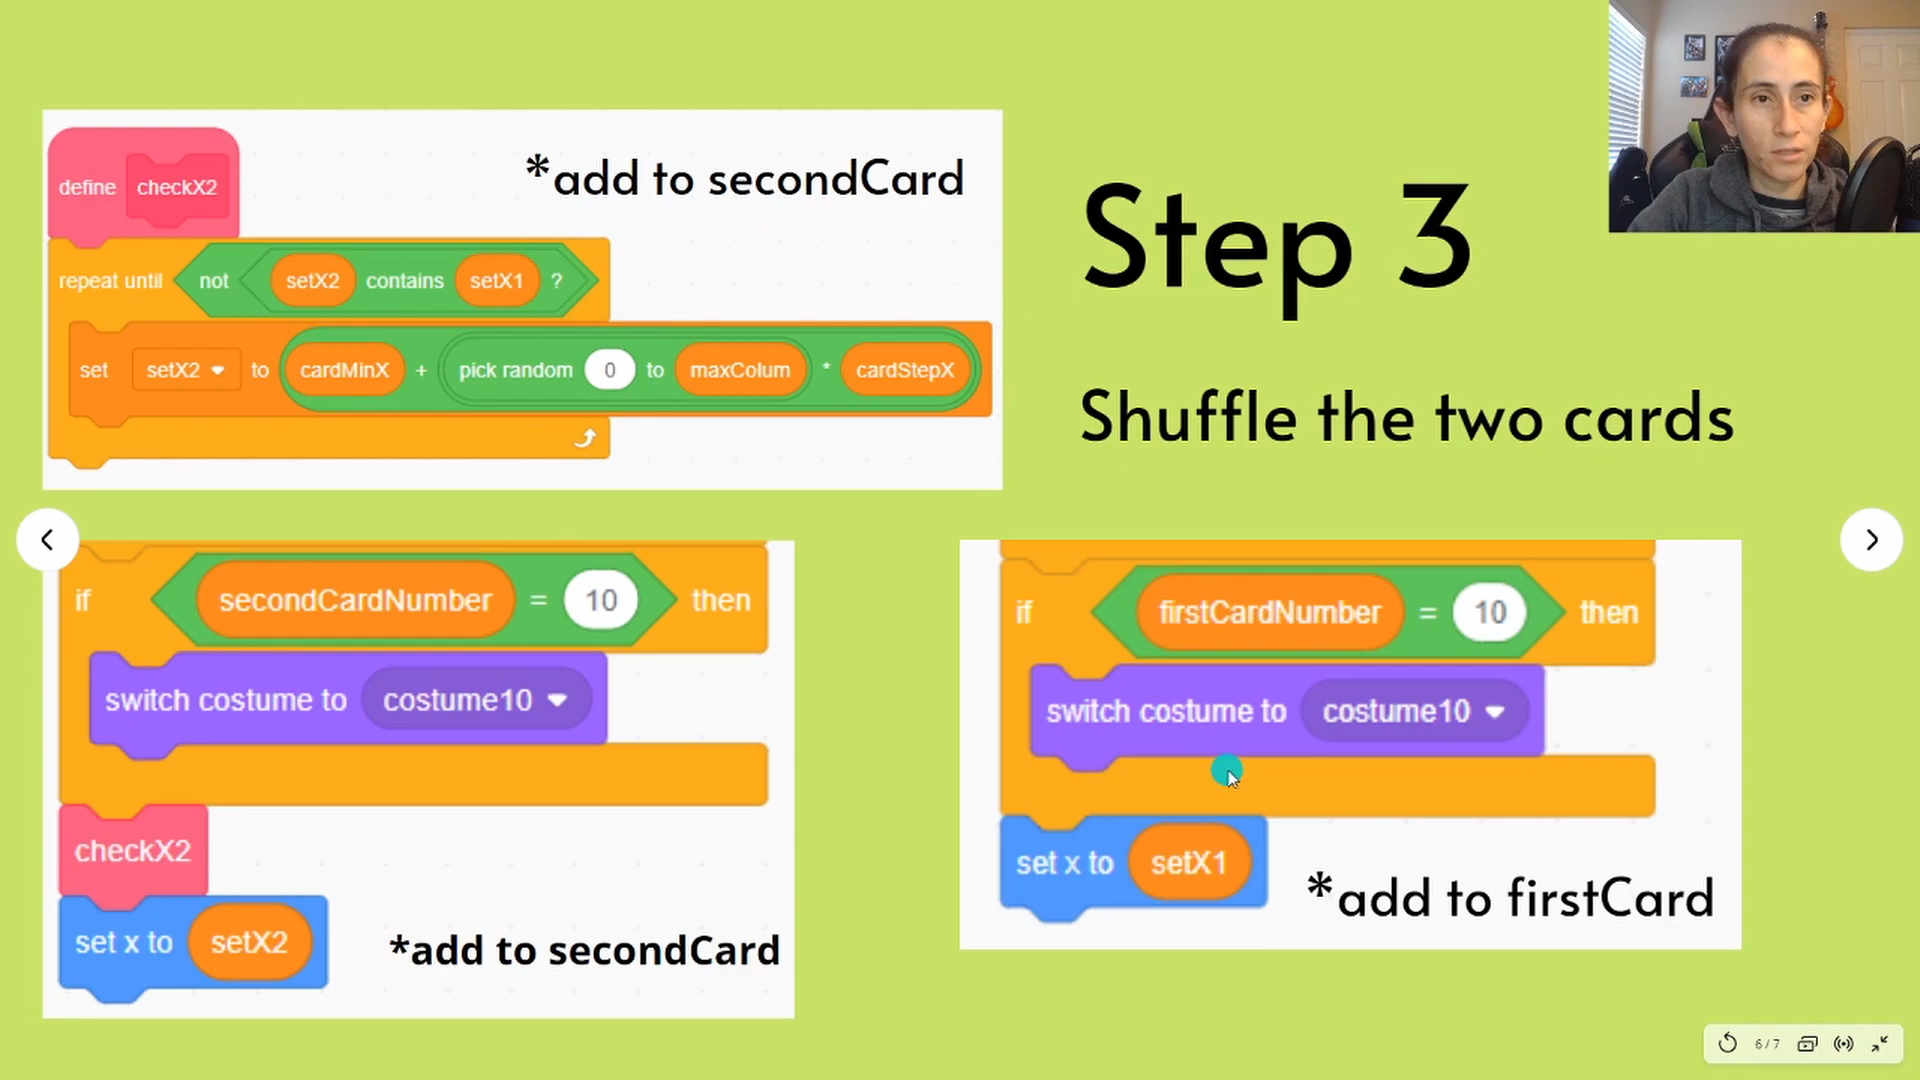 define checkX2
*add to secondCard
repeat until not setX2 contains setX1 ?
set setX2 to cardMinX + pick random 0 to maxColum * cardStepX
Step 3
Shuffle the two cards
if secondCardNumber = 10 then
switch costume to costume10
checkX2
set x to setX2
*add to secondCard
if firstCardNumber = 10 then
switch costume to costume10
set x to setX1
*add to firstCard
6/7